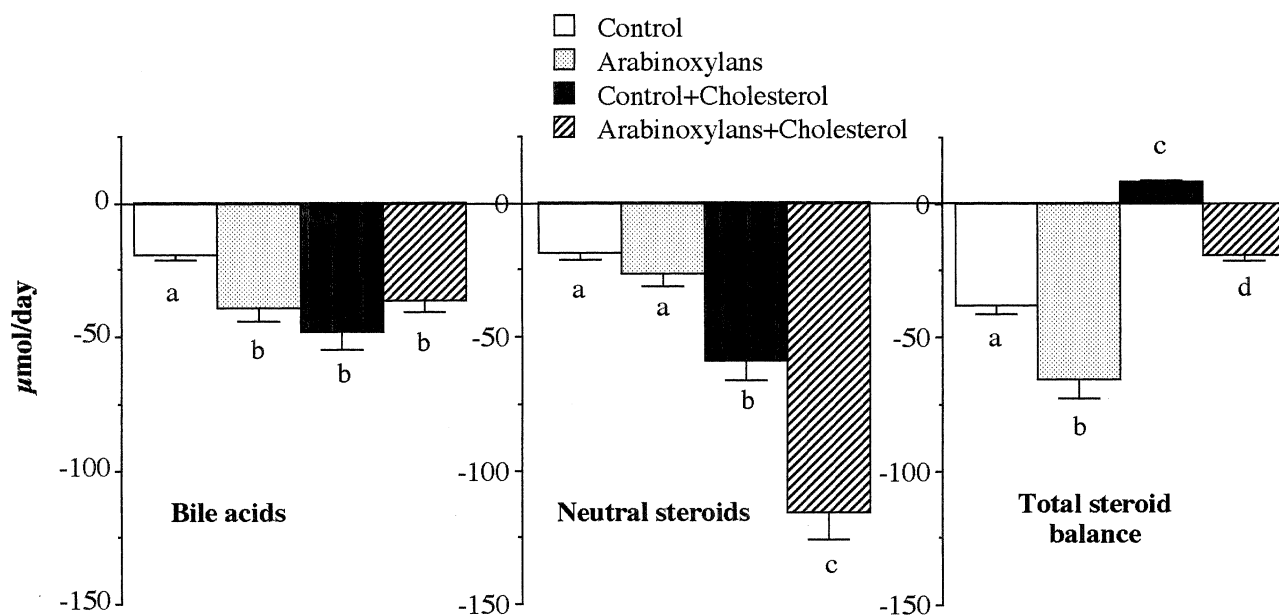 Control
Arabinoxylans
Control+Cholesterol
Arabinoxylans+Cholesterol
µmol/day
0
-50
-100
-150
a
b
b
b
Bile acids
0
-50
-100
-150
a
a
b
c
Neutral steroids
0
-50
-100
-150
a
b
c
d
Total steroid
balance